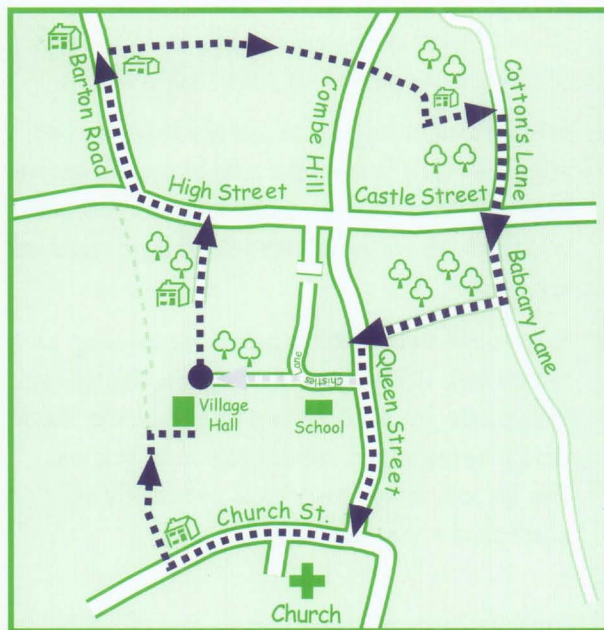 Barton Road
Combe Hill
Cotton's Lane
High Street
Castle Street
Babcary Lane
Lane
Chistles
Queen Street
Village
Hall
School
Church St.
Church